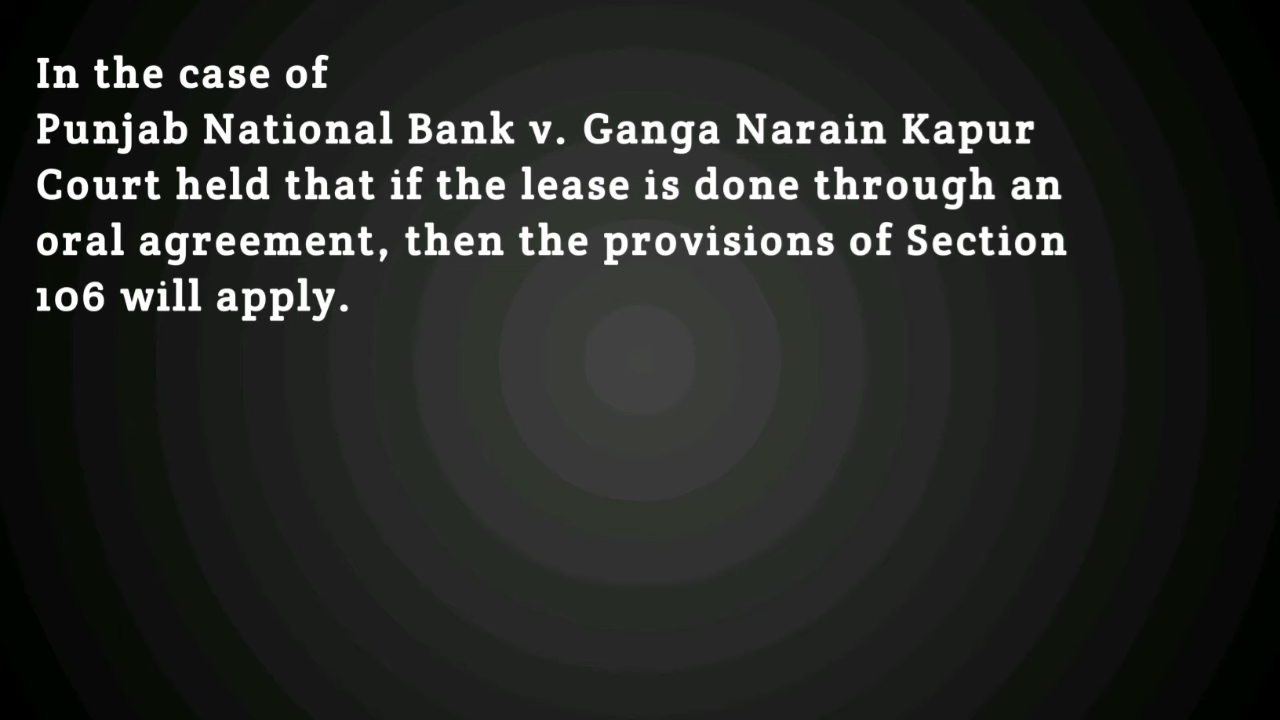 In the case of
Punjab National Bank v. Ganga Narain Kapur
Court held that if the lease is done through an
oral agreement, then the provisions of Section
106 will apply.